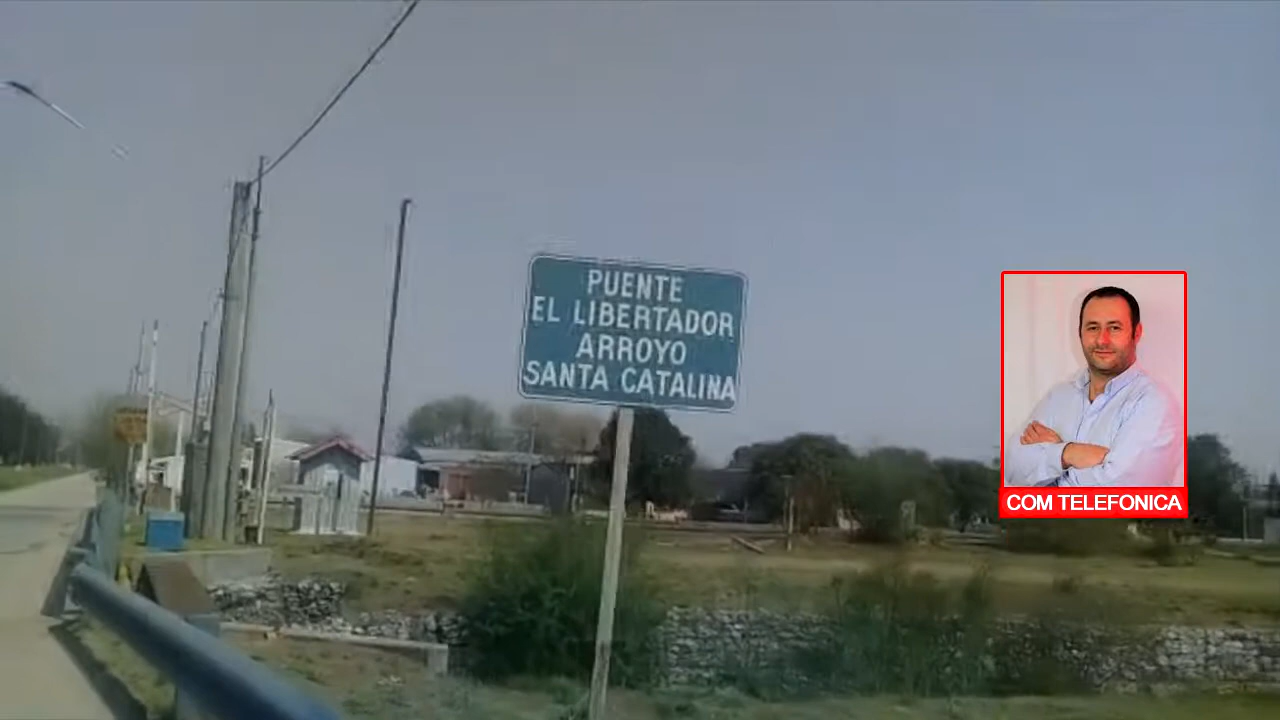 PUENTE
EL LIBERTADOR
ARROYO
SANTA CATALINA
COM TELEFONICA